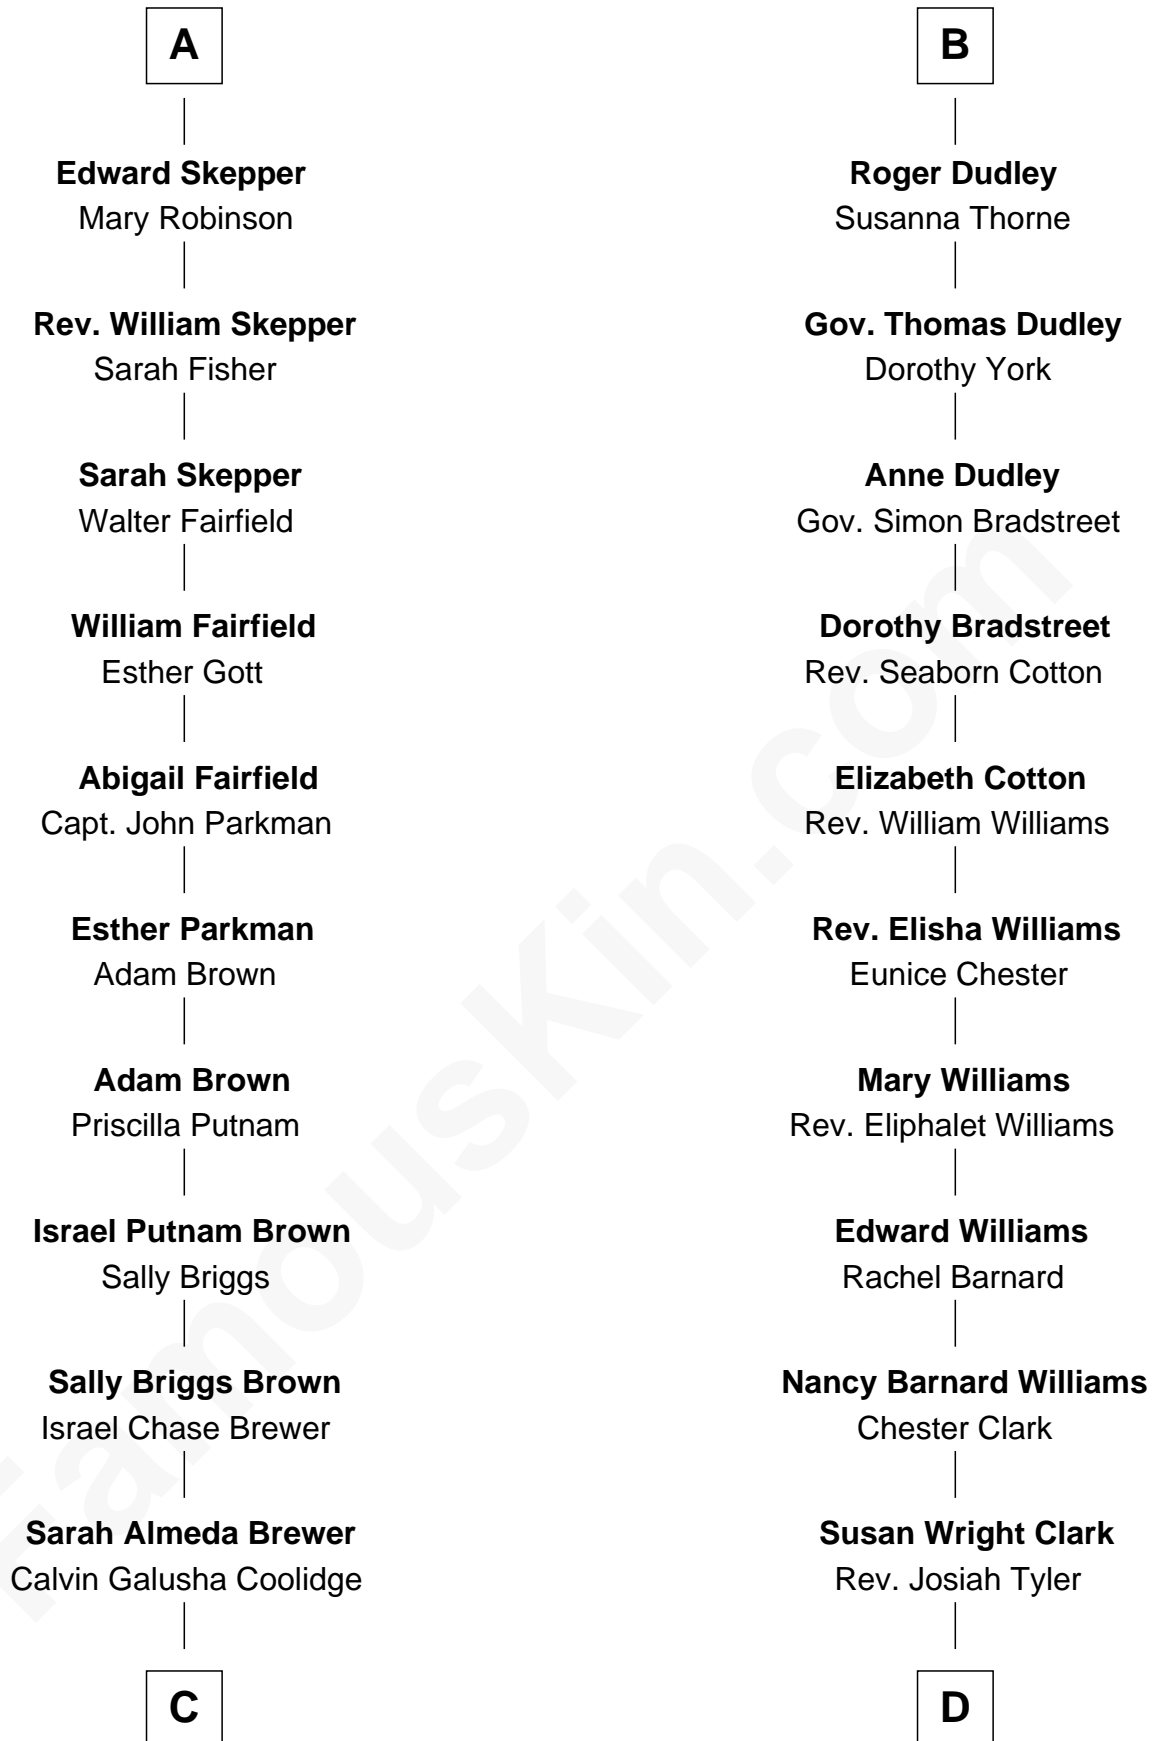 A
Edward Skepper
Mary Robinson
Rev. William Skepper
Sarah Fisher
Sarah Skepper
Walter Fairfield
William Fairfield
Esther Gott
Abigail Fairfield
Capt. John Parkman
Esther Parkman
Adam Brown
Adam Brown
Priscilla Putnam
Israel Putnam Brown
Sally Briggs
Sally Briggs Brown
Israel Chase Brewer
Sarah Almeda Brewer
Calvin Galusha Coolidge
C
B
Roger Dudley
Susanna Thorne
Gov. Thomas Dudley
Dorothy York
Anne Dudley
Gov. Simon Bradstreet
Dorothy Bradstreet
Rev. Seaborn Cotton
Elizabeth Cotton
Rev. William Williams
Rev. Elisha Williams
Eunice Chester
Mary Williams
Rev. Eliphalet Williams
Edward Williams
Rachel Barnard
Nancy Barnard Williams
Chester Clark
Susan Wright Clark
Rev. Josiah Tyler
D
FamousKin.com